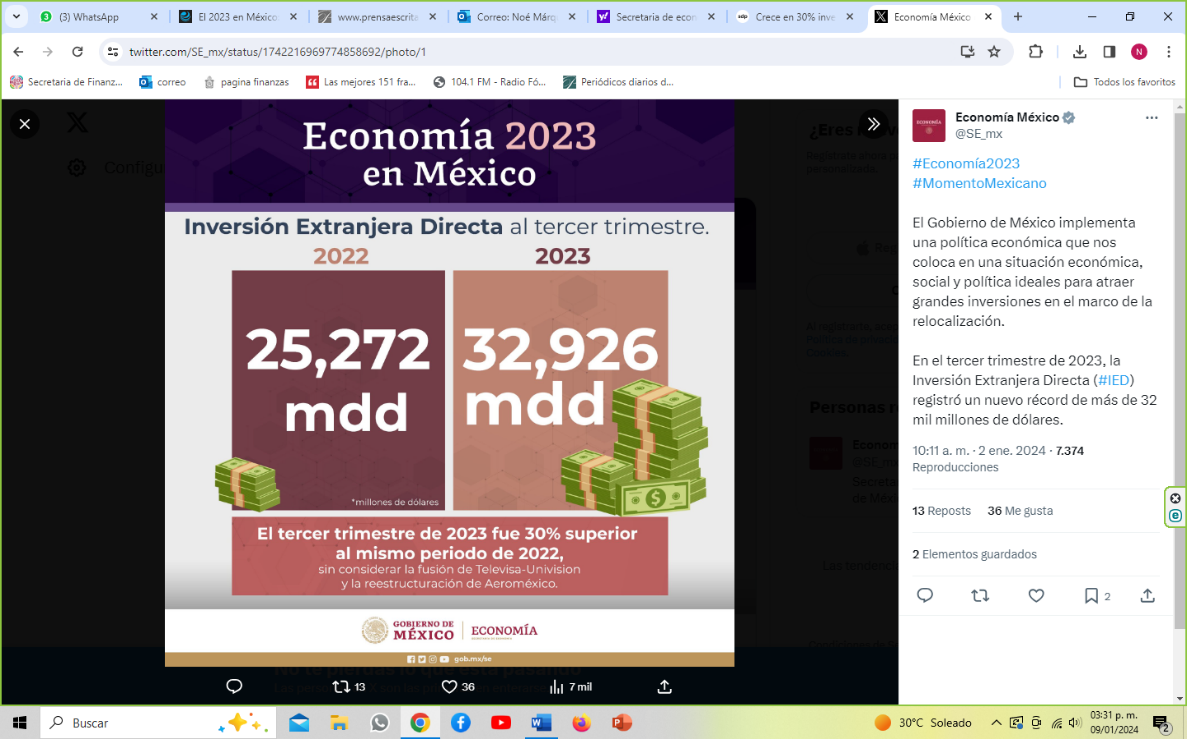 (3) WhatsApp
El 2023 en México
www.prensaescrit
Correo: Noé Márq
Secretaria de econ
Crece en 30% inve
Economía México
twitter.com/SE_mx/status/1742216969774858692/photo/1
N
Secretaria de Finanz...
correo
pagina finanzas
Las mejores 151 fra...
104.1 FM - Radio Fó...
Periódicos diarios d...
Todos los favoritos
Economía 2023
en México
Inversión Extranjera Directa al tercer trimestre.
2022
2023
25,272
mdd
*millones de dólares
32,926
mdd
El tercer trimestre de 2023 fue 30% superior
al mismo periodo de 2022,
sin considerar la fusión de Televisa-Univision
y la reestructuración de Aeroméxico.
GOBIERNO DE
MÉXICO
ECONOMÍA
gob.mx/se
13
36
7 mil
Economía México
@SE_mx
#Economía2023
#MomentoMexicano
El Gobierno de México implementa
una política económica que nos
coloca en una situación económica,
social y política ideales para atraer
grandes inversiones en el marco de la
relocalización.
En el tercer trimestre de 2023, la
Inversión Extranjera Directa (#IED)
registró un nuevo récord de más de 32
mil millones de dólares.
10:11 a. m. · 2 ene. 2024 · 7.374
Reproducciones
13 Reposts 36 Me gusta
2 Elementos guardados
2
Buscar
30°C Soleado
03:31 p. m.
09/01/2024
2